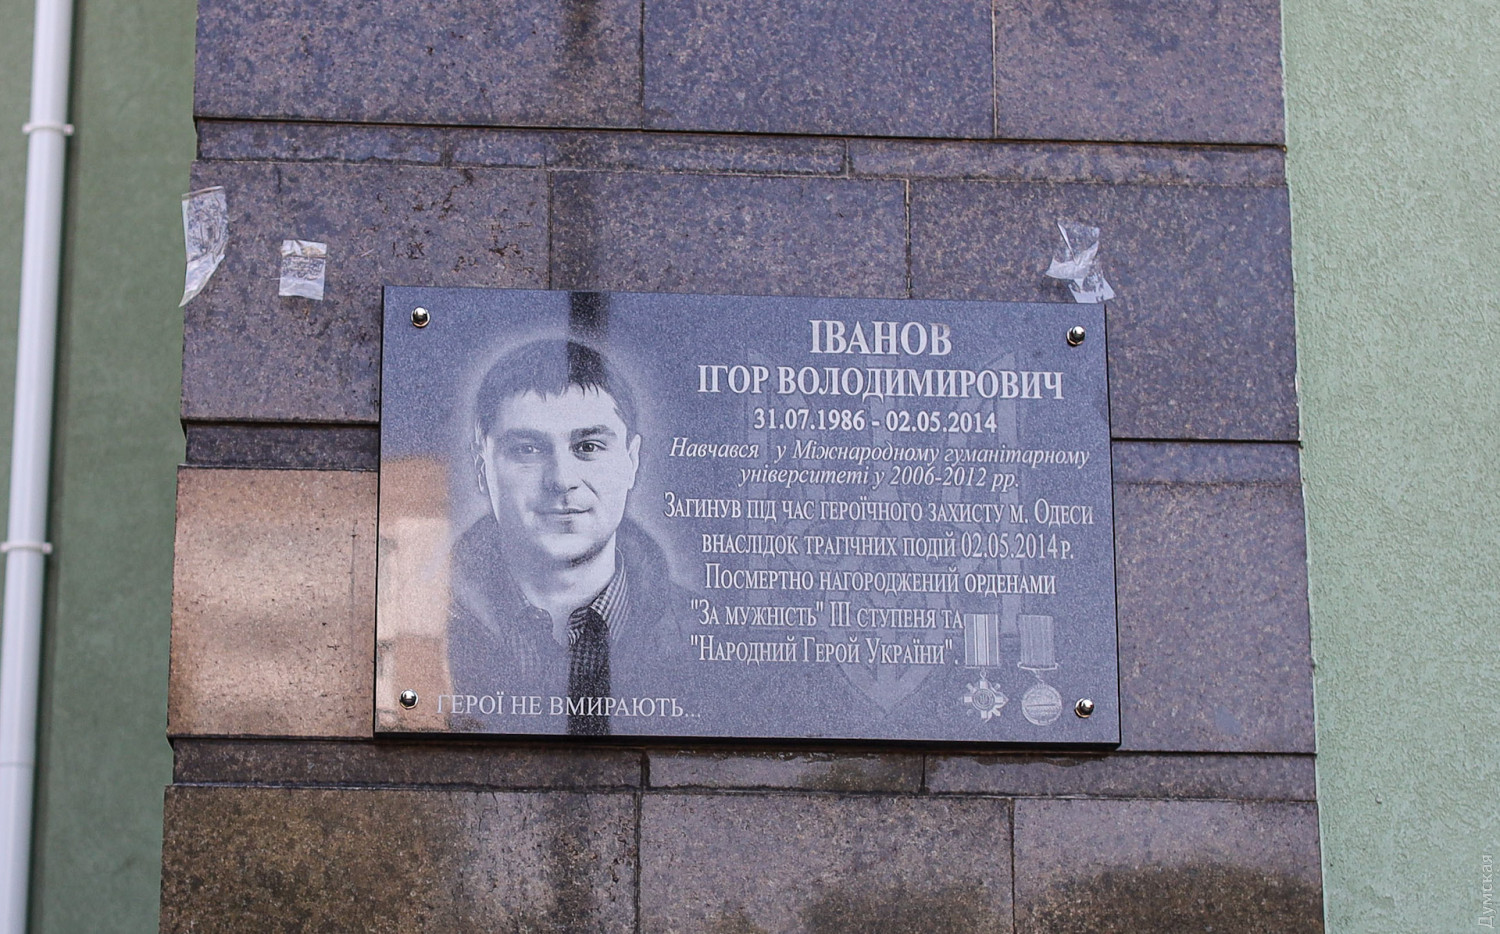 ІВАНОВ
ІГОР ВОЛОДИМИРОВИЧ
31.07.1986 - 02.05.2014
Навчався у Міжнародному гуманітарному
університеті у 2006-2012 рр.
Загинув під час героїчного захисту м. Одеси
внаслідок трагічних подій 02.05.2014 р.
Посмертно нагороджений орденами
"За мужність" ІІІ ступеня та
"Народний Герой України".
ГЕРОЇ НЕ ВМИРАЮТЬ...
Думская